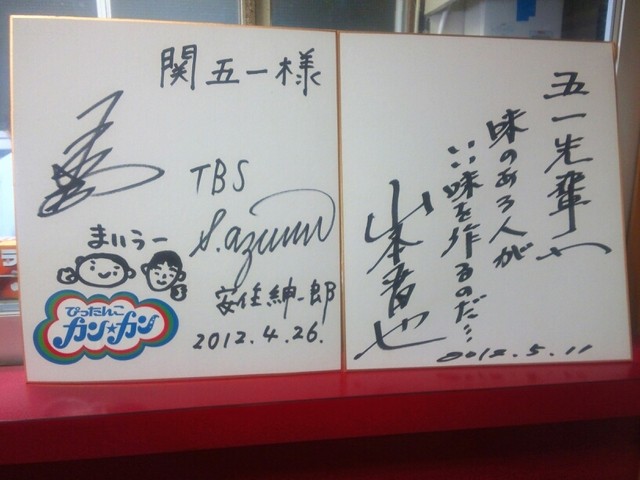 関五一様
TBS
S.azumi
まいうー
安住紳一郎
ぴったんこ
カン★カン
2012.4.26.
五一先輩へ
味のある人が
いい味を作るのだ…
山本晋也
2012.5.11